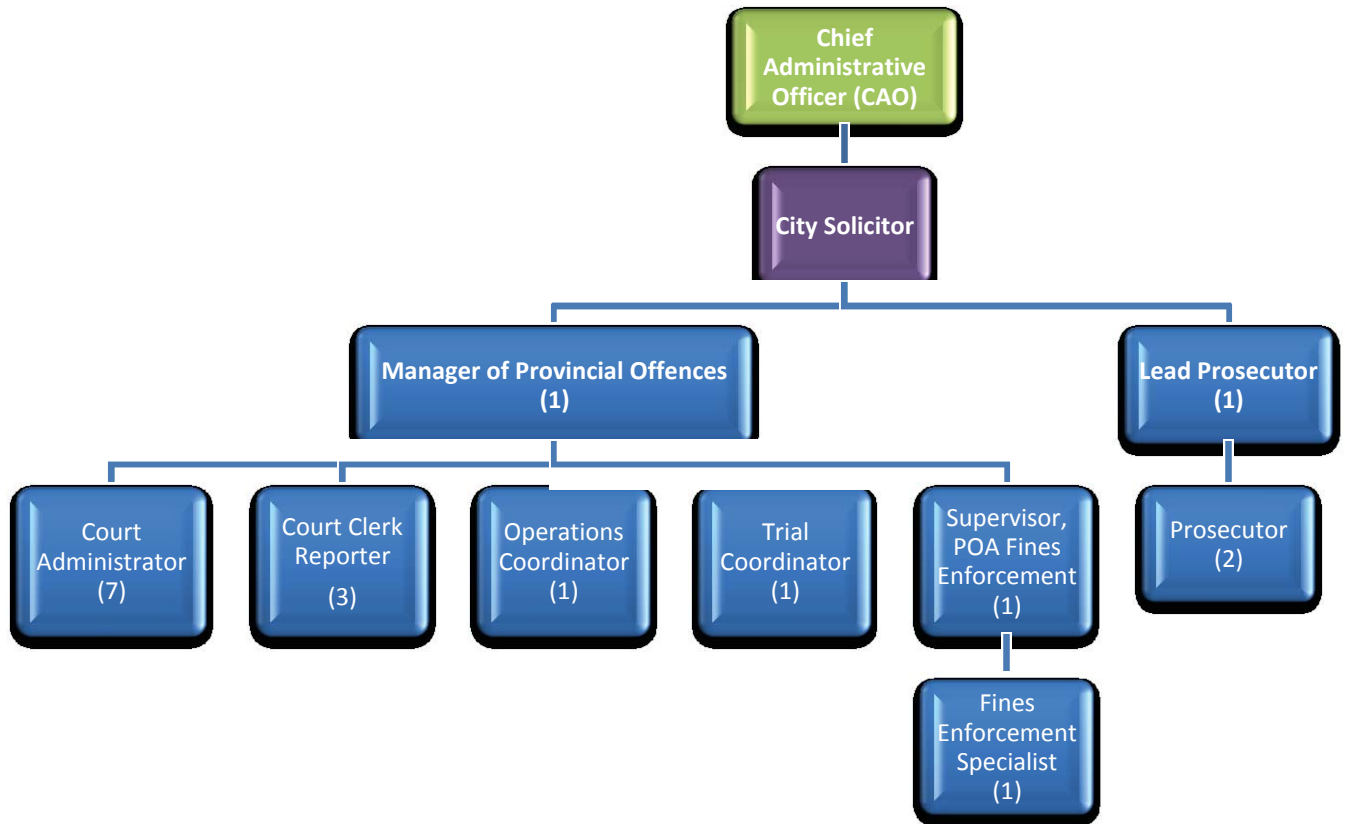 Chief
Administrative
Officer (CAO)
City Solicitor
Manager of Provincial Offences
(1)
Lead Prosecutor
(1)
Court
Administrator
(7)
Court Clerk
Reporter
(3)
Operations
Coordinator
(1)
Trial
Coordinator
(1)
Supervisor,
POA Fines
Enforcement
(1)
Prosecutor
(2)
Fines
Enforcement
Specialist
(1)